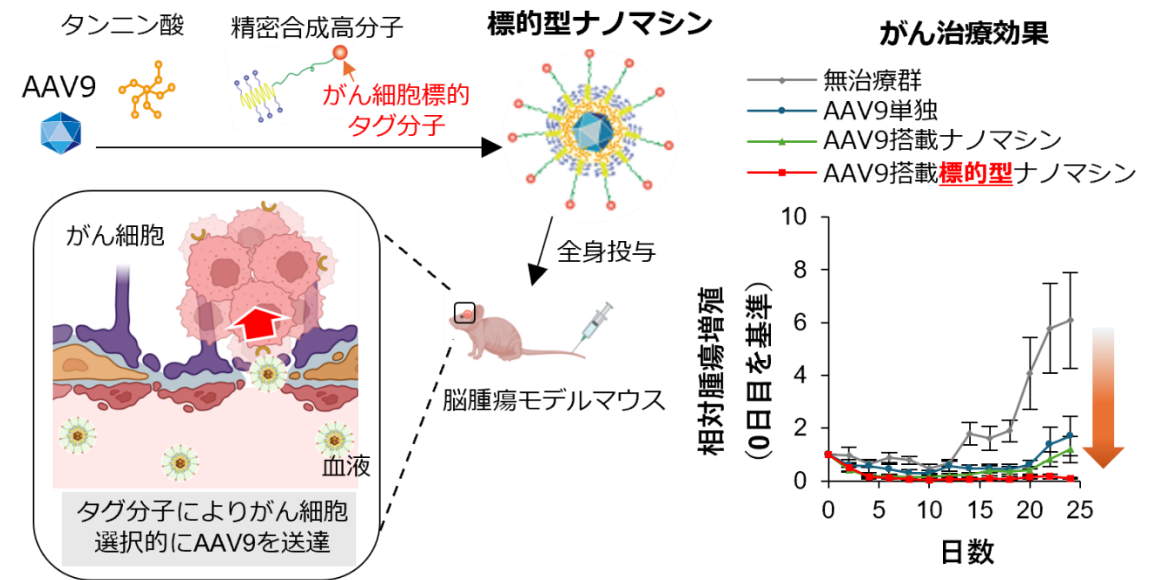 タンニン酸
精密合成高分子
標的型ナノマシン
AAV9
がん細胞標的
タグ分子
全身投与
がん細胞
血液
タグ分子によりがん細胞
選択的にAAV9を送達
脳腫瘍モデルマウス
がん治療効果
無治療群
AAV9単独
AAV9搭載ナノマシン
AAV9搭載標的型ナノマシン
相対腫瘍増殖
（0日目を基準）
10
8
6
4
2
0
0 5 10 15 20 25
日数